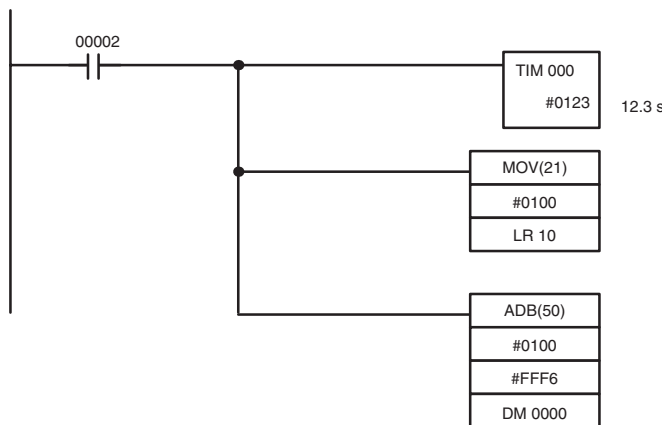 00002
TIM 000
#0123
12.3 s
MOV(21)
#0100
LR 10
ADB(50)
#0100
#FFF6
DM 0000